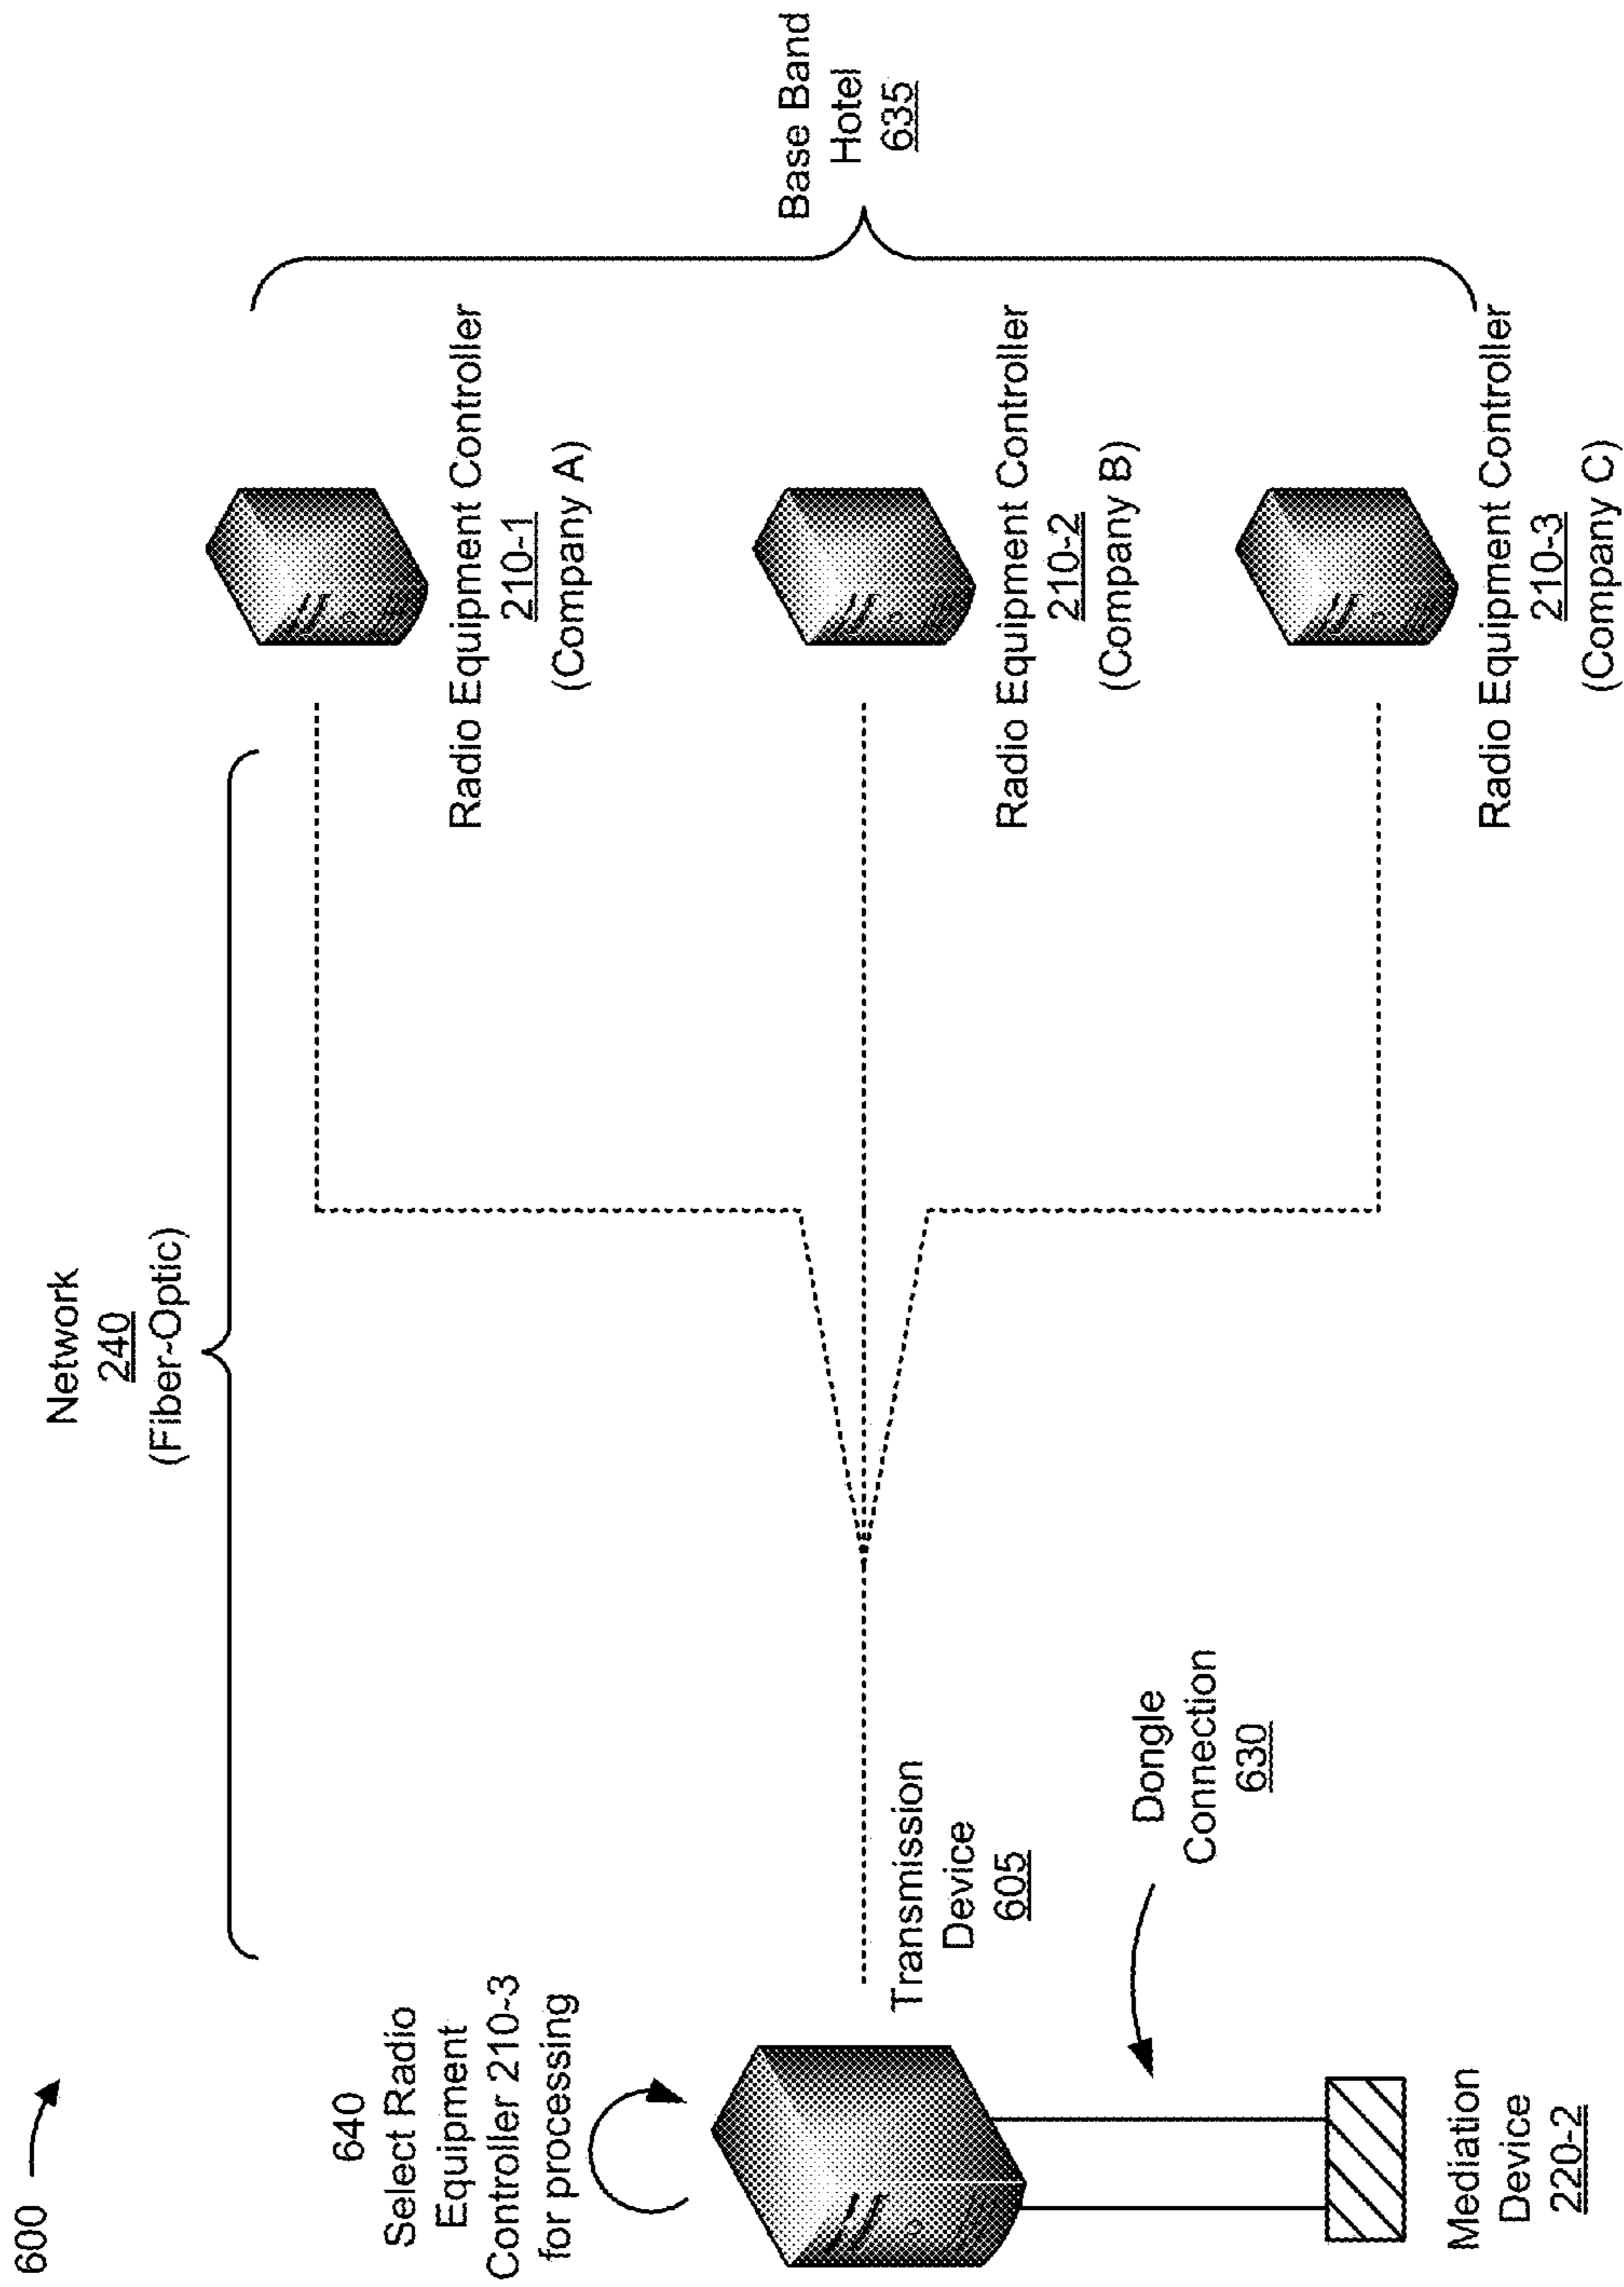 600
Network
240
(Fiber-Optic)
640
Select Radio
Equipment
Controller 210-3
for processing
Transmission
Device
605
Dongle
Connection
630
Mediation
Device
220-2
Radio Equipment Controller
210-1
(Company A)
Radio Equipment Controller
210-2
(Company B)
Radio Equipment Controller
210-3
(Company C)
Base Band
Hotel
635